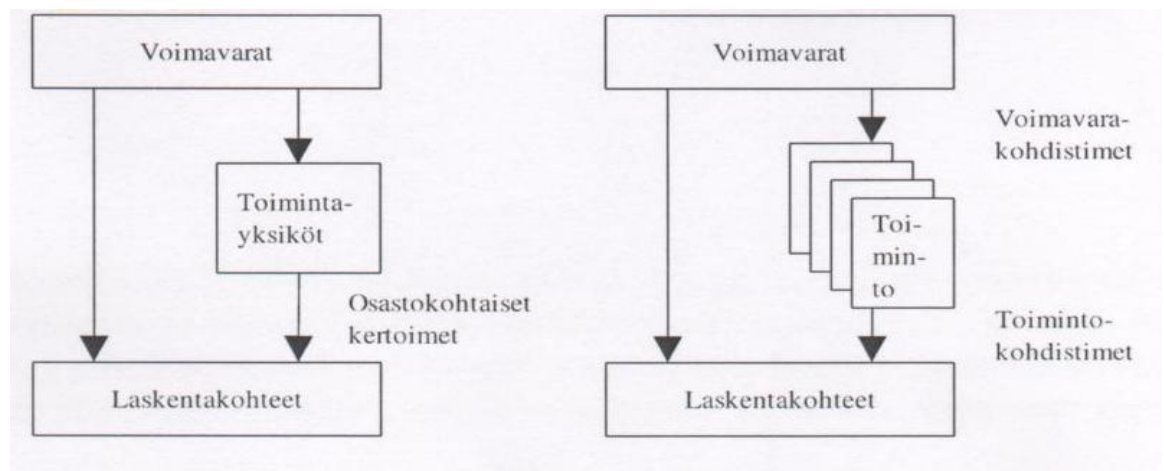 Voimavarat
Toiminta-
yksiköt
Osastokohtaiset
kertoimet
Laskentakohteet
Voimavarat
Voimavara-
kohdistimet
Toi-
min-
to
Toiminto-
kohdistimet
Laskentakohteet